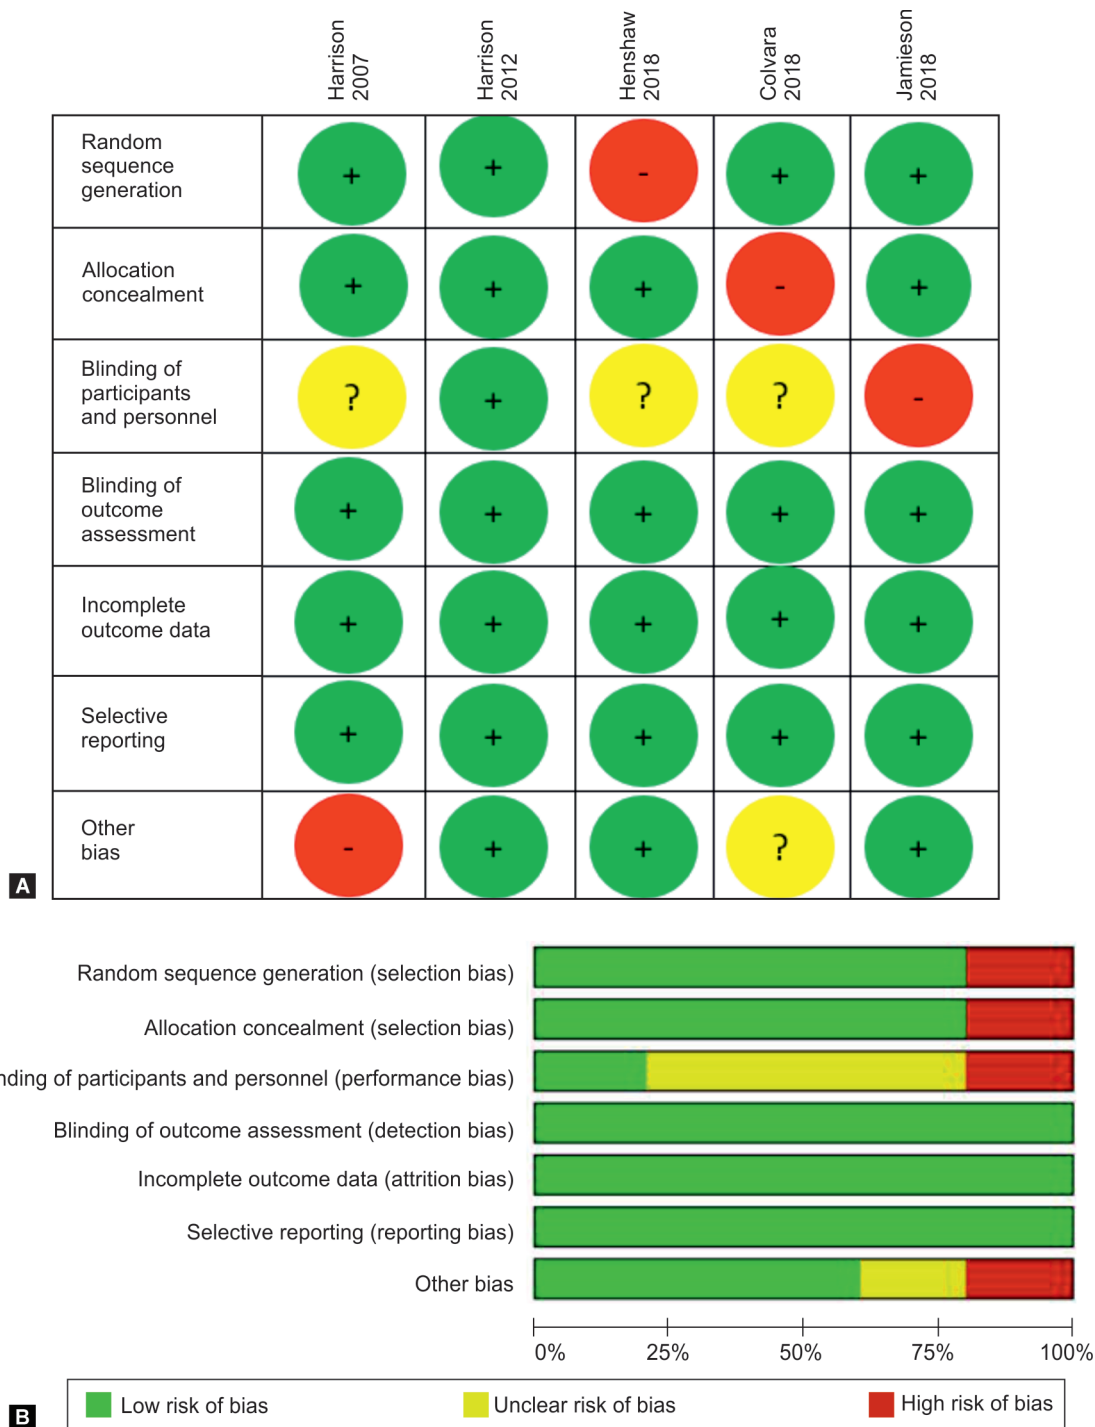 Harrison
2007
Harrison
2012
Henshaw
2018
Colvara
2018
Jamieson
2018
Random
sequence
generation
+ + - + +
Allocation
concealment
+ + + - +
Blinding of
participants
and personnel
? + ? ? -
Blinding of
outcome
assessment
+ + + + +
Incomplete
outcome data
+ + + + +
Selective
reporting
+ + + + +
Other
bias
- + + ? +
A
Random sequence generation (selection bias)
Allocation concealment (selection bias)
nding of participants and personnel (performance bias)
Blinding of outcome assessment (detection bias)
Incomplete outcome data (attrition bias)
Selective reporting (reporting bias)
Other bias
0% 25% 50% 75% 100%
Low risk of bias Unclear risk of bias High risk of bias
B